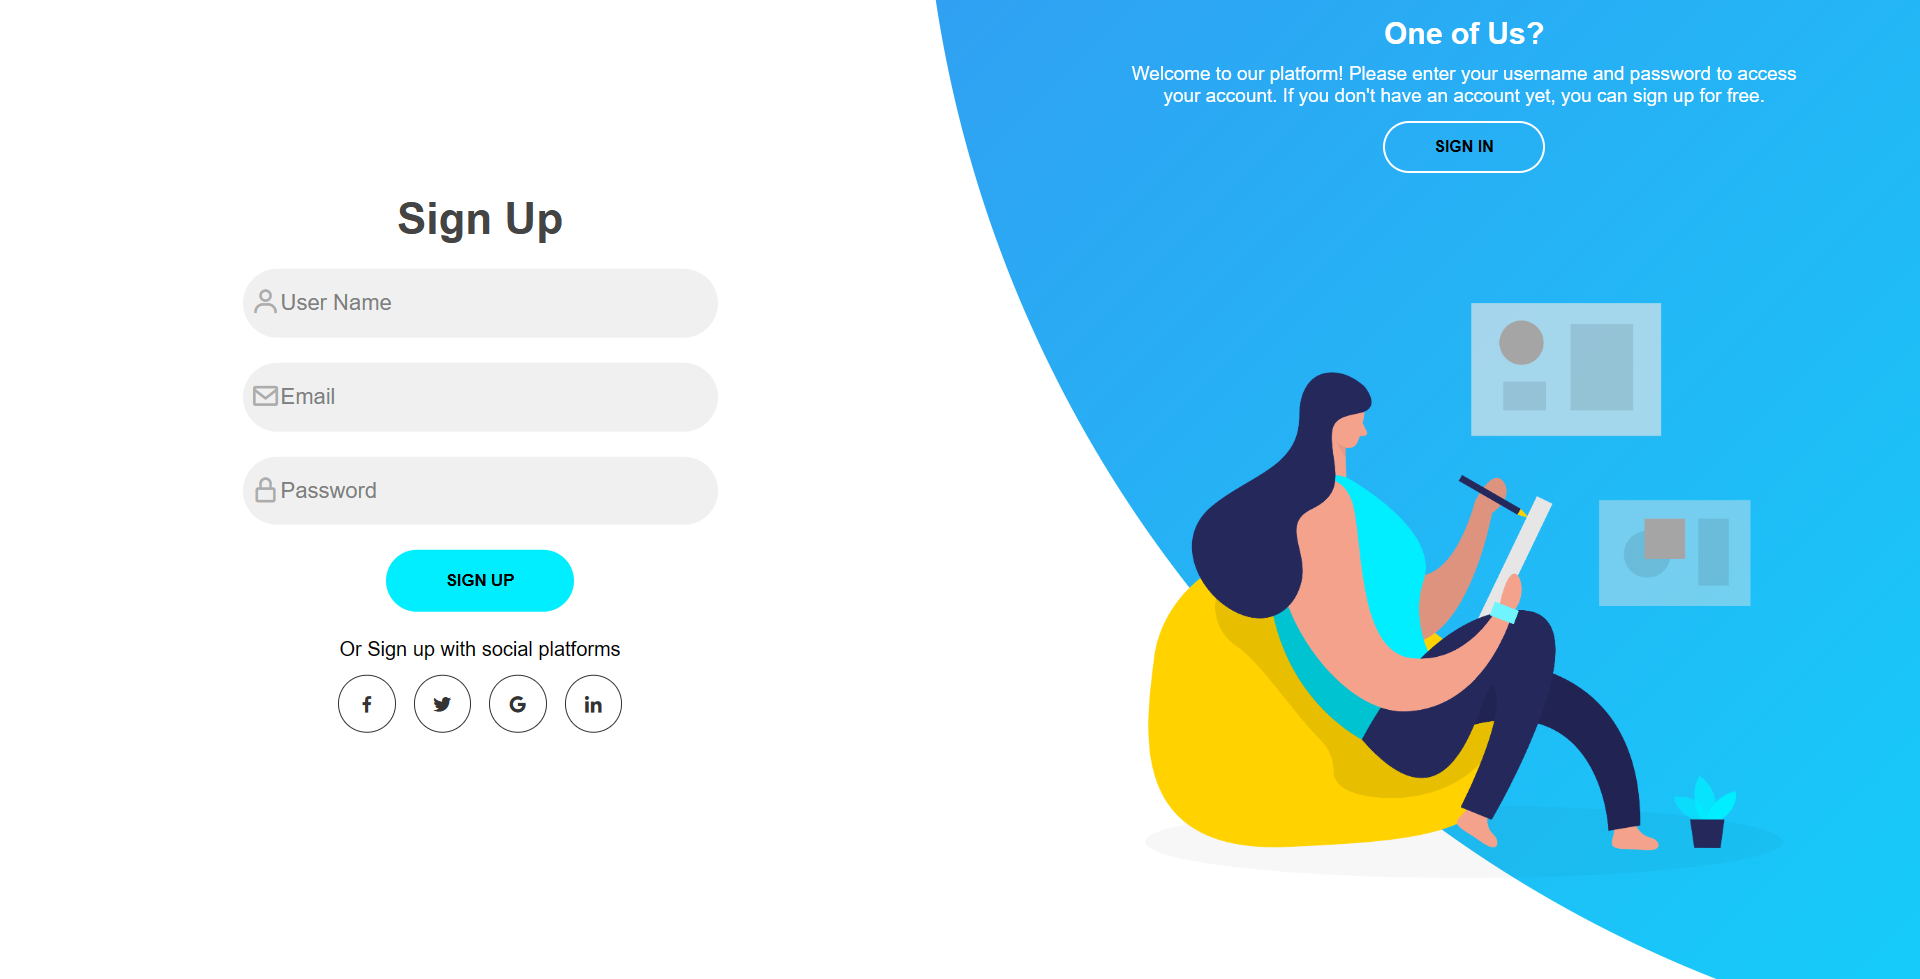 Sign Up
User Name
Email
Password
SIGN UP
Or Sign up with social platforms
One of Us?
Welcome to our platform! Please enter your username and password to access
your account. If you don't have an account yet, you can sign up for free.
SIGN IN